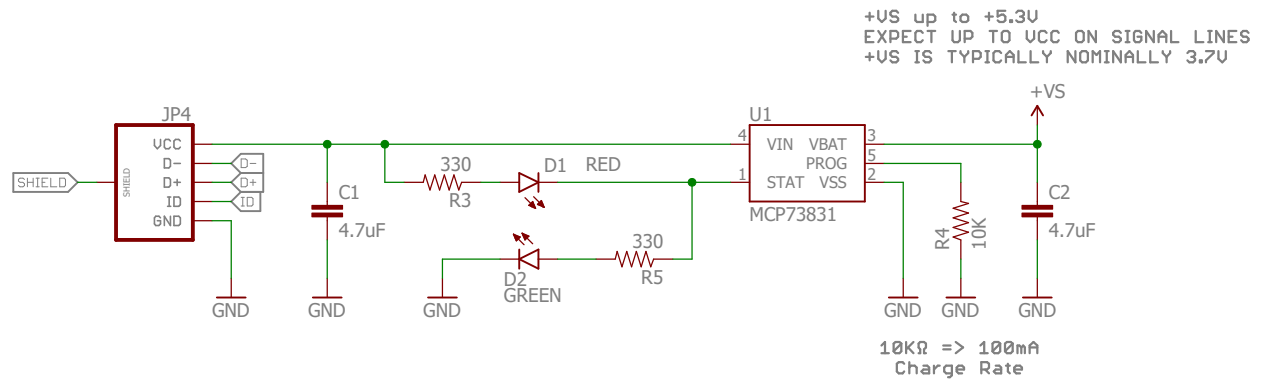 +VS up to +5.3V
EXPECT UP TO VCC ON SIGNAL LINES
+VS IS TYPICALLY NOMINALLY 3.7V
+VS
JP4
U1
VCC
4
VIN
VBAT
3
D-
D-
330
D1
RED
PROG
5
SHIELD
SHIELD
D+
D+
1
STAT
VSS
2
ID
ID
R3
C1
C2
GND
MCP73831
4.7uF
R4
10K
4.7uF
330
D2
R5
GREEN
GND
GND
GND
GND
GND
GND
10KΩ => 100mA
Charge Rate